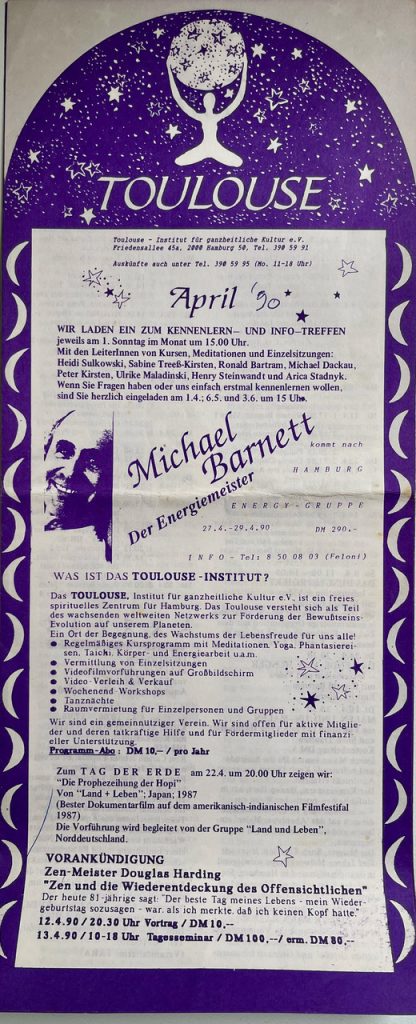 TOULOUSE
Toulouse - Institut für ganzheitliche Kultur e.V.
Friedensallee 45a, 2000 Hamburg 50, Tel. 390 59 91
Auskünfte auch unter Tel. 390 59 95 (Mo. 11-18 Uhr)
April '90
WIR LADEN EIN ZUM KENNENLERN- UND INFO-TREFFEN
jeweils am 1. Sonntag im Monat um 15.00 Uhr.
Mit den LeiterInnen von Kursen, Meditationen und Einzelsitzungen:
Heidi Sulkowski, Sabine Treeß-Kirsten, Ronald Bartram, Michael Dackau,
Peter Kirsten, Ulrike Maladinski, Henry Steinwandt und Arica Stadnyk.
Wenn Sie Fragen haben oder uns einfach erstmal kennenlernen wollen,
sind Sie herzlich eingeladen am 1.4.; 6.5. und 3.6. um 15 Uhr.
Michael
Barnett
Der Energiemeister
kommt nach
HAMBURG
ENERGY-GRUPPE
27.4.-29.4.90 DM 290.-
INFO-Tel: 8 50 08 03 (Feloni)
WAS IST DAS TOULOUSE-INSTITUT?
Das TOULOUSE, Institut für ganzheitliche Kultur e.V., ist ein freies
spirituelles Zentrum für Hamburg. Das Toulouse versteht sich als Teil
des wachsenden weltweiten Netzwerks zur Förderung der Bewußtseins-
Evolution auf unserem Planeten.
Ein Ort der Begegnung, des Wachstums der Lebensfreude für uns alle!
● Regelmäßiges Kursprogramm mit Meditationen, Yoga, Phantasierei-
sen, Taichi, Körper- und Energiearbeit u.a.m.
● Vermittlung von Einzelsitzungen
● Videofilmvorführungen auf Großbildschirm
● Video-Verleih & Verkauf
● Wochenend-Workshops
● Tanznächte
● Raumvermietung für Einzelpersonen und Gruppen
Wir sind ein gemeinnütziger Verein. Wir sind offen für aktive Mitglie-
der und deren tatkräftige Hilfe und für Fördermitglieder mit finanzi-
eller Unterstützung.
Programm-Abo: DM 10,-- / pro Jahr
Zum TAG DER ERDE am 22.4. um 20.00 Uhr zeigen wir:
"Die Prophezeihung der Hopi"
Von "Land + Leben"; Japan; 1987
(Bester Dokumentarfilm auf dem amerikanisch-indianischen Filmfestifal
1987)
Die Vorführung wird begleitet von der Gruppe "Land und Leben",
Norddeutschland.
VORANKÜNDIGUNG
Zen-Meister Douglas Harding
"Zen und die Wiederentdeckung des Offensichtlichen"
Der heute 81-jährige sagt: "Der beste Tag meines Lebens - mein Wieder-
geburtstag sozusagen - war, als ich merkte, daß ich keinen Kopf hatte."
12.4.90 / 20.30 Uhr Vortrag / DM 10,--
13.4.90 / 10-18 Uhr Tagesseminar / DM 100,--/ erm. DM 80,--